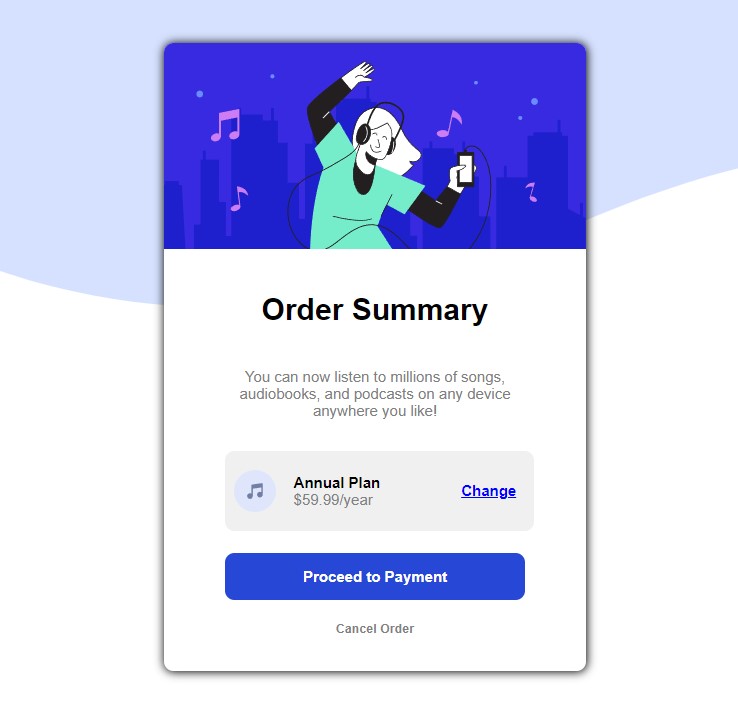 Order Summary
You can now listen to millions of songs,
audiobooks, and podcasts on any device
anywhere you like!
Annual Plan
$59.99/year
Change
Proceed to Payment
Cancel Order